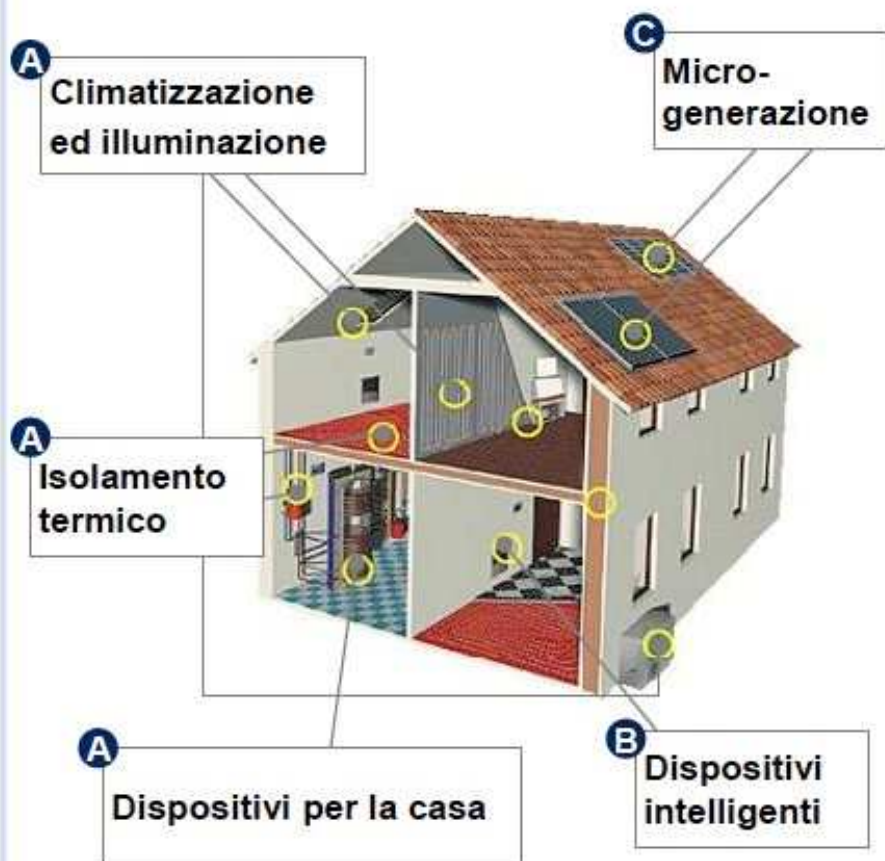 A
Climatizzazione
ed illuminazione
C
Micro-
generazione
A
Isolamento
termico
A
Dispositivi per la casa
B
Dispositivi
intelligenti